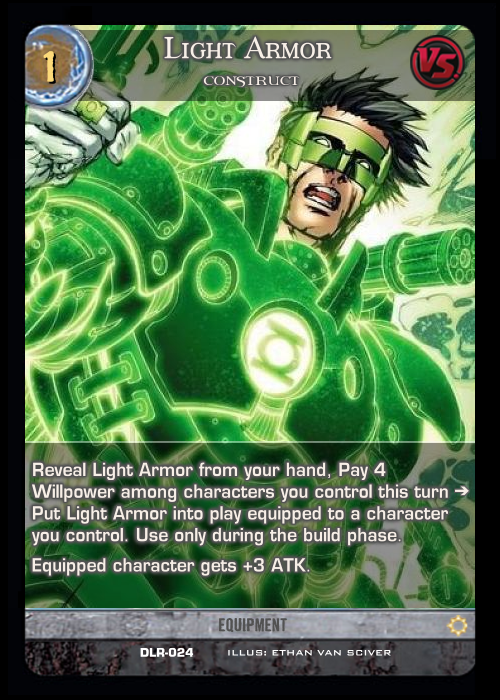 1
LIGHT ARMOR
VS.
CONSTRUCT
Reveal Light Armor from your hand, Pay 4
Willpower among characters you control this turn →
Put Light Armor into play equipped to a character
you control. Use only during the build phase.
Equipped character gets +3 ATK.
EQUIPMENT
DLR-024 ILLUS: ETHAN VAN SCIVER